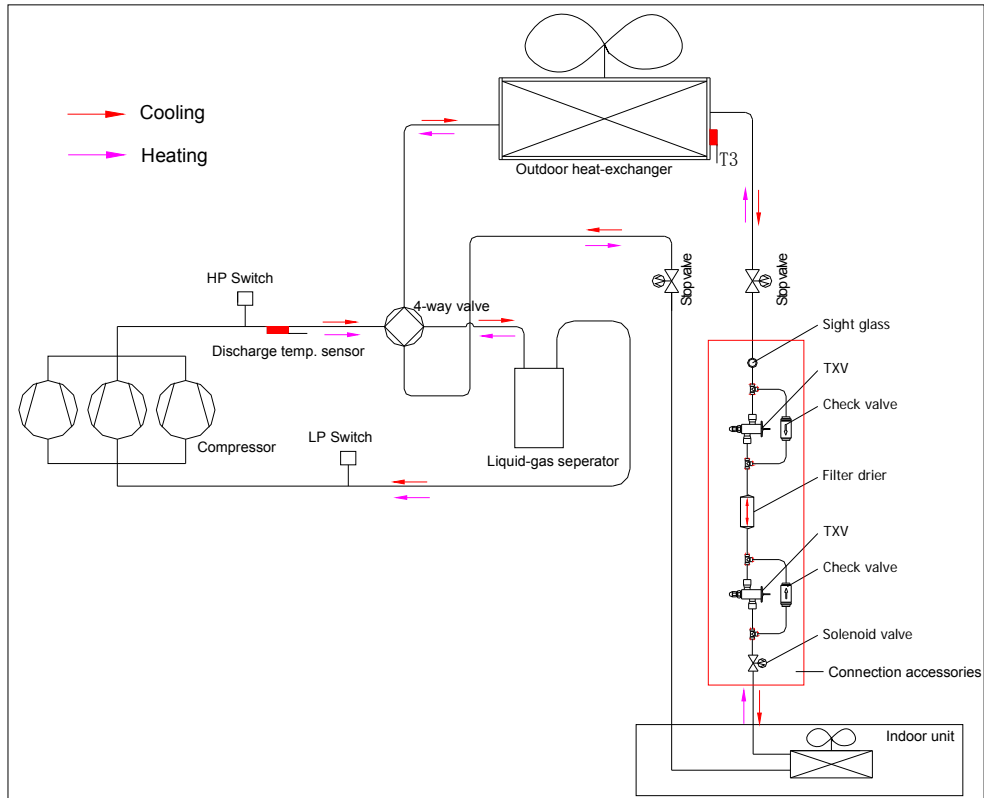 Cooling
Heating
T3
Outdoor heat-exchanger
HP Switch
4-way valve
Stop valve
Stop valve
Discharge temp. sensor
Sight glass
TXV
Check valve
LP Switch
Compressor
Liquid-gas seperator
Filter drier
TXV
Check valve
Solenoid valve
Connection accessories
Indoor unit